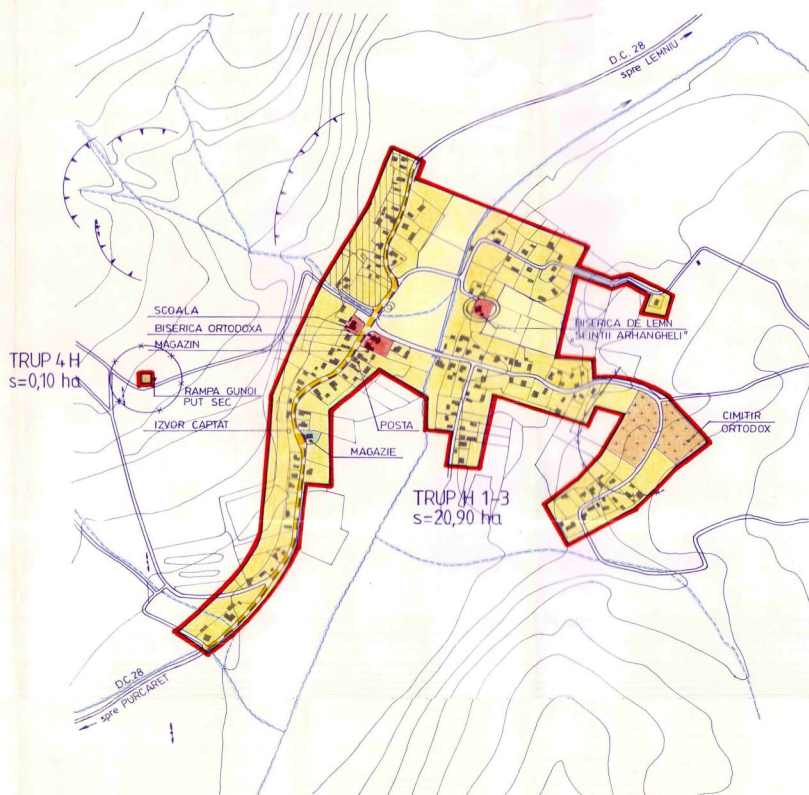 D.C. 28
spre LEMNIU
SCOALA
BISERICA ORTODOXA
MAGAZIN
BISERICA DE LEMN
"SFINTII ARHANGHELI"
TRUP 4 H
s=0,10 ha
RAMPA GUNOI
PUT SEC
IZVOR CAPTAT
POSTA
MAGAZIE
CIMITIR
ORTODOX
TRUP H 1-3
s=20,90 ha
D.C. 28
spre PURCARET